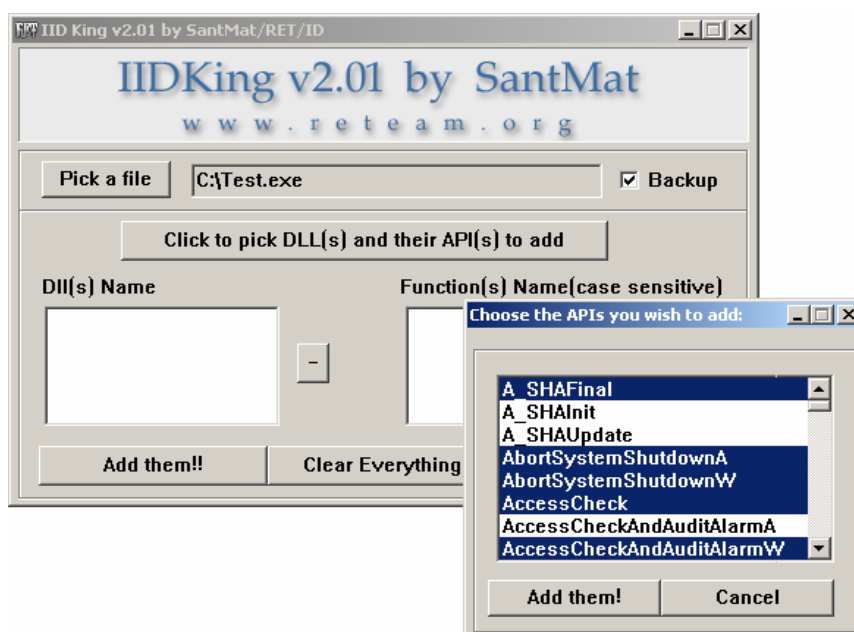 IID King v2.01 by SantMat/RET/ID
IIDKing v2.01 by SantMat
www.reteam.org
Pick a file
C:\Test.exe
Backup
Click to pick DLL(s) and their API(s) to add
Dll(s) Name
Function(s) Name(case sensitive)
-
Add them!!
Clear Everything
Choose the APIs you wish to add:
A_SHAFinal
A_SHAInit
A_SHAUpdate
AbortSystemShutdownA
AbortSystemShutdownW
AccessCheck
AccessCheckAndAuditAlarmA
AccessCheckAndAuditAlarmW
Add them!
Cancel